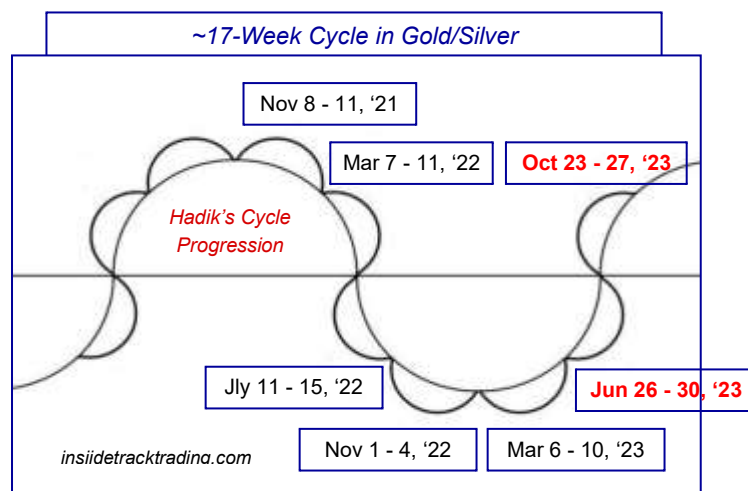 ~17-Week Cycle in Gold/Silver
Nov 8 - 11, ‘21
Mar 7 - 11, ‘22
Oct 23 - 27, ‘23
Hadik's Cycle
Progression
Jly 11 - 15, ‘22
Jun 26 - 30, ‘23
Nov 1 - 4, ‘22
Mar 6 - 10, ‘23
insiidetracktrading.com